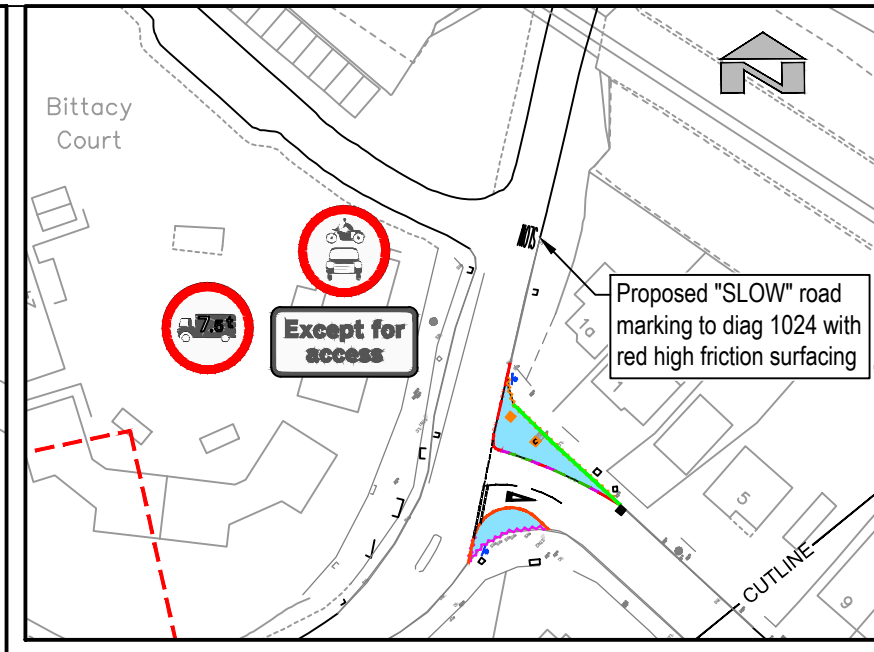 Bittacy
Court
N
7.5t
Except for
access
SLOW
Proposed "SLOW" road
marking to diag 1024 with
red high friction surfacing
1a
1
5
9
CUTLINE